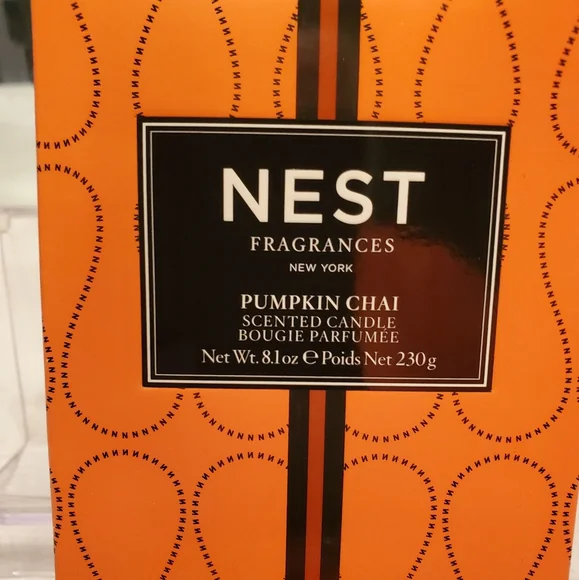 NEST
FRAGRANCES
NEW YORK
PUMPKIN CHAI
SCENTED CANDLE
BOUGIE PARFUMÉE
Net Wt. 8.1oz ℮ Poids Net 230g